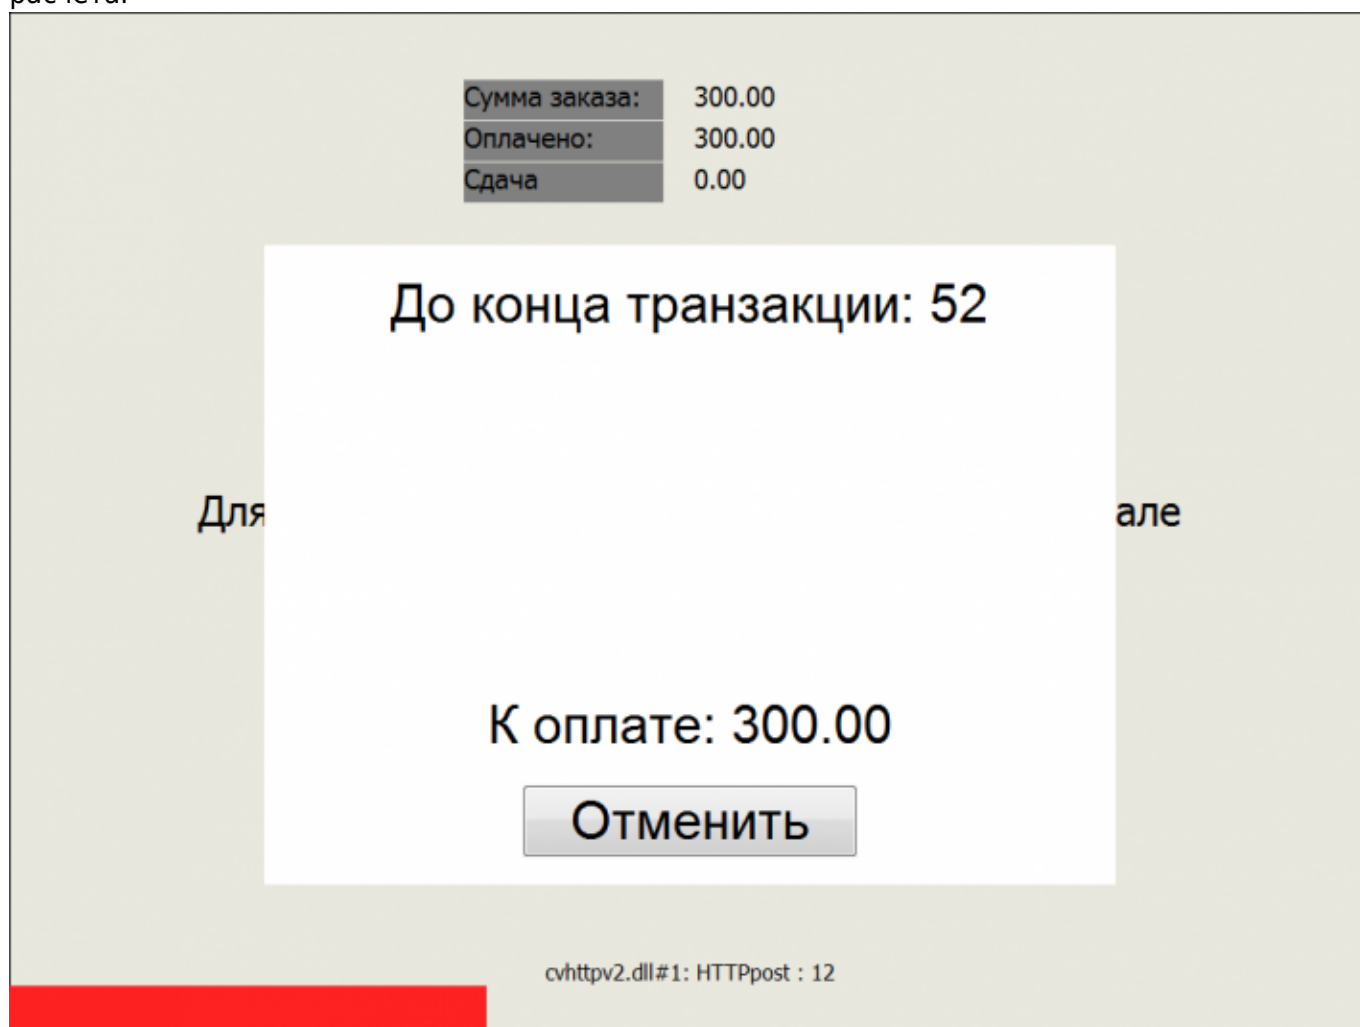 Сумма заказа: 300.00
Оплачено: 300.00
Сдача 0.00
До конца транзакции: 52
Для але
К оплате: 300.00
Отменить
cvhttpv2.dll#1: HTTPpost : 12